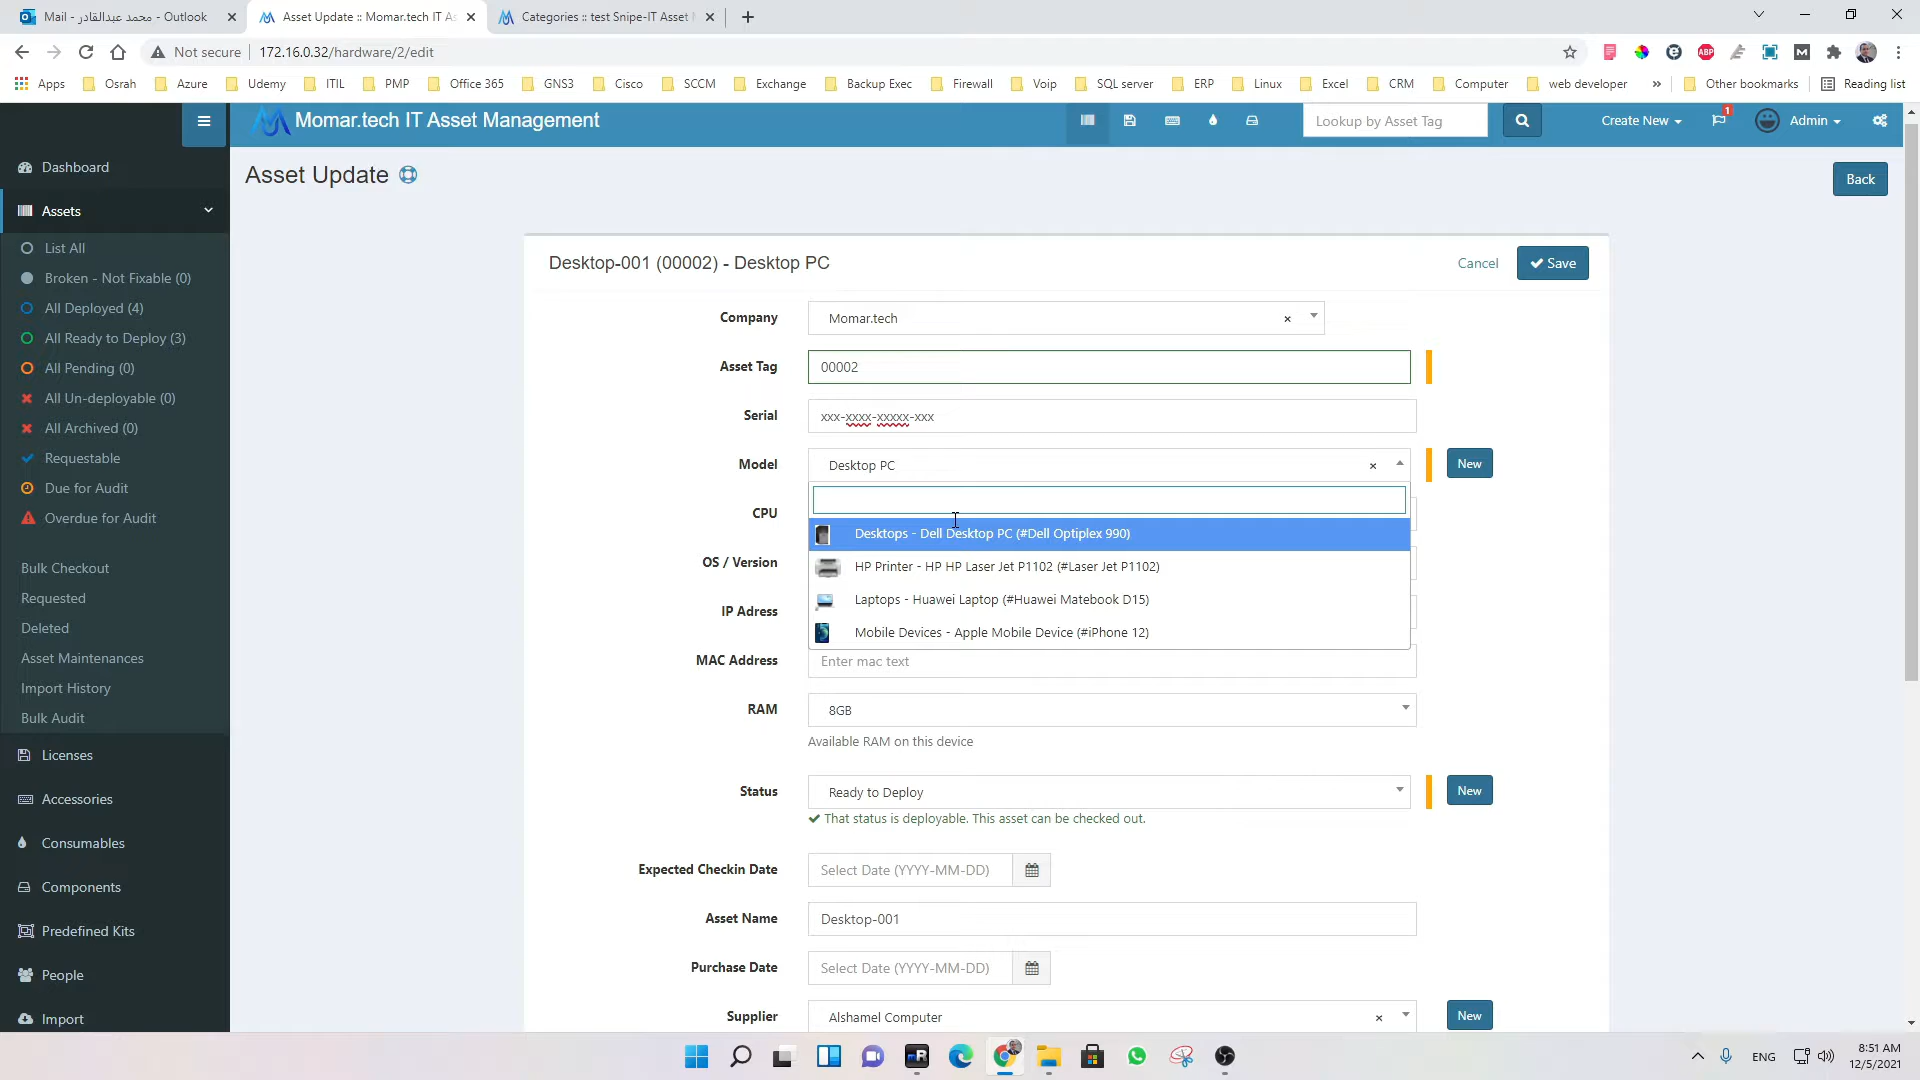 Mail - محمد عبدالقادر - Outlook
Asset Update :: Momar.tech IT As
Categories :: test Snipe-IT Asset
Not secure
172.16.0.32/hardware/2/edit
ABP
Apps
Osrah
Azure
Udemy
ITIL
PMP
Office 365
GNS3
Cisco
SCCM
Exchange
Backup Exec
Firewall
Voip
SQL server
ERP
Linux
Excel
CRM
Computer
web developer
»
Other bookmarks
Reading list
Momar.tech IT Asset Management
Lookup by Asset Tag
Create New
1
Admin
Dashboard
Assets
List All
Broken - Not Fixable (0)
All Deployed (4)
All Ready to Deploy (3)
All Pending (0)
All Un-deployable (0)
All Archived (0)
Requestable
Due for Audit
Overdue for Audit
Bulk Checkout
Requested
Deleted
Asset Maintenances
Import History
Bulk Audit
Licenses
Accessories
Consumables
Components
Predefined Kits
People
Import
Asset Update
Back
Desktop-001 (00002) - Desktop PC
Cancel
Save
Company
Momar.tech
×
Asset Tag
00002
Serial
xxx-xxxx-xxxxx-xxx
Model
Desktop PC
×
New
CPU
Desktops - Dell Desktop PC (#Dell Optiplex 990)
OS / Version
HP Printer - HP HP Laser Jet P1102 (#Laser Jet P1102)
IP Adress
Laptops - Huawei Laptop (#Huawei Matebook D15)
Mobile Devices - Apple Mobile Device (#iPhone 12)
MAC Address
Enter mac text
RAM
8GB
Available RAM on this device
Status
Ready to Deploy
New
That status is deployable. This asset can be checked out.
Expected Checkin Date
Select Date (YYYY-MM-DD)
Asset Name
Desktop-001
Purchase Date
Select Date (YYYY-MM-DD)
Supplier
Alshamel Computer
×
New
ENG
8:51 AM
12/5/2021